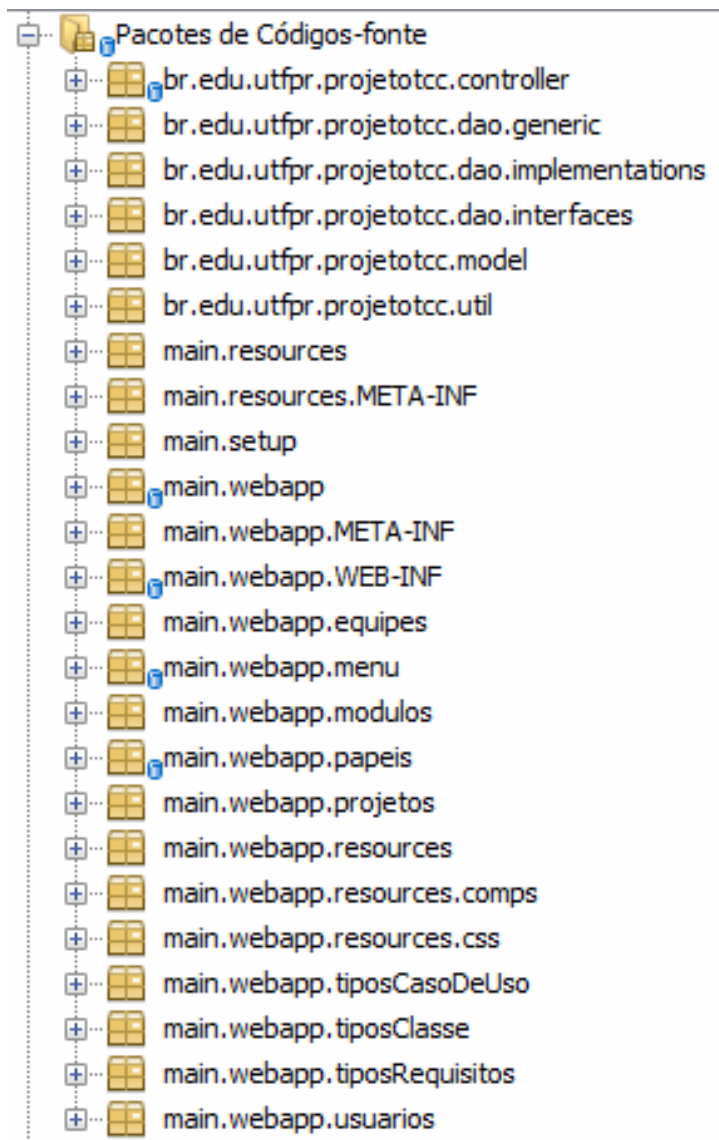 Pacotes de Códigos-fonte
br.edu.utfpr.projetotcc.controller
br.edu.utfpr.projetotcc.dao.generic
br.edu.utfpr.projetotcc.dao.implementations
br.edu.utfpr.projetotcc.dao.interfaces
br.edu.utfpr.projetotcc.model
br.edu.utfpr.projetotcc.util
main.resources
main.resources.META-INF
main.setup
main.webapp
main.webapp.META-INF
main.webapp.WEB-INF
main.webapp.equipes
main.webapp.menu
main.webapp.modulos
main.webapp.papeis
main.webapp.projetos
main.webapp.resources
main.webapp.resources.comps
main.webapp.resources.css
main.webapp.tiposCasoDeUso
main.webapp.tiposClasse
main.webapp.tiposRequisitos
main.webapp.usuarios